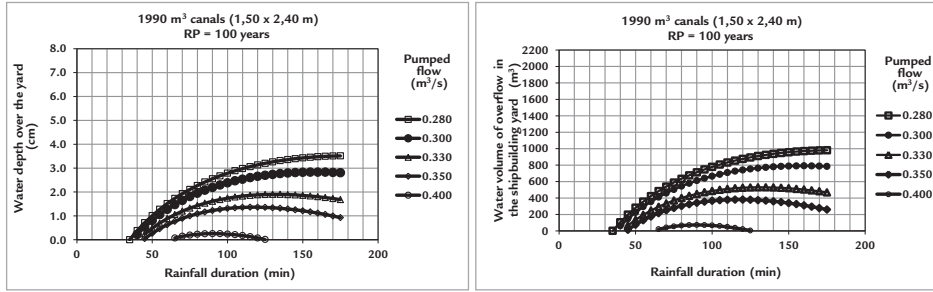 1990 m³ canals (1,50 x 2,40 m)
RP = 100 years
Water depth over the yard
(cm)
8.0
7.0
6.0
5.0
4.0
3.0
2.0
1.0
0.0
0 50 100 150 200
Rainfall duration (min)
Pumped
flow
(m³/s)
0.280
0.300
0.330
0.350
0.400
1990 m³ canals (1,50 x 2,40 m)
RP = 100 years
Water volume of overflow in
the shipbuilding yard (m³)
2200
2000
1800
1600
1400
1200
1000
800
600
400
200
0
0 50 100 150 200
Rainfall duration (min)
Pumped
flow
(m³/s)
0.280
0.300
0.330
0.350
0.400